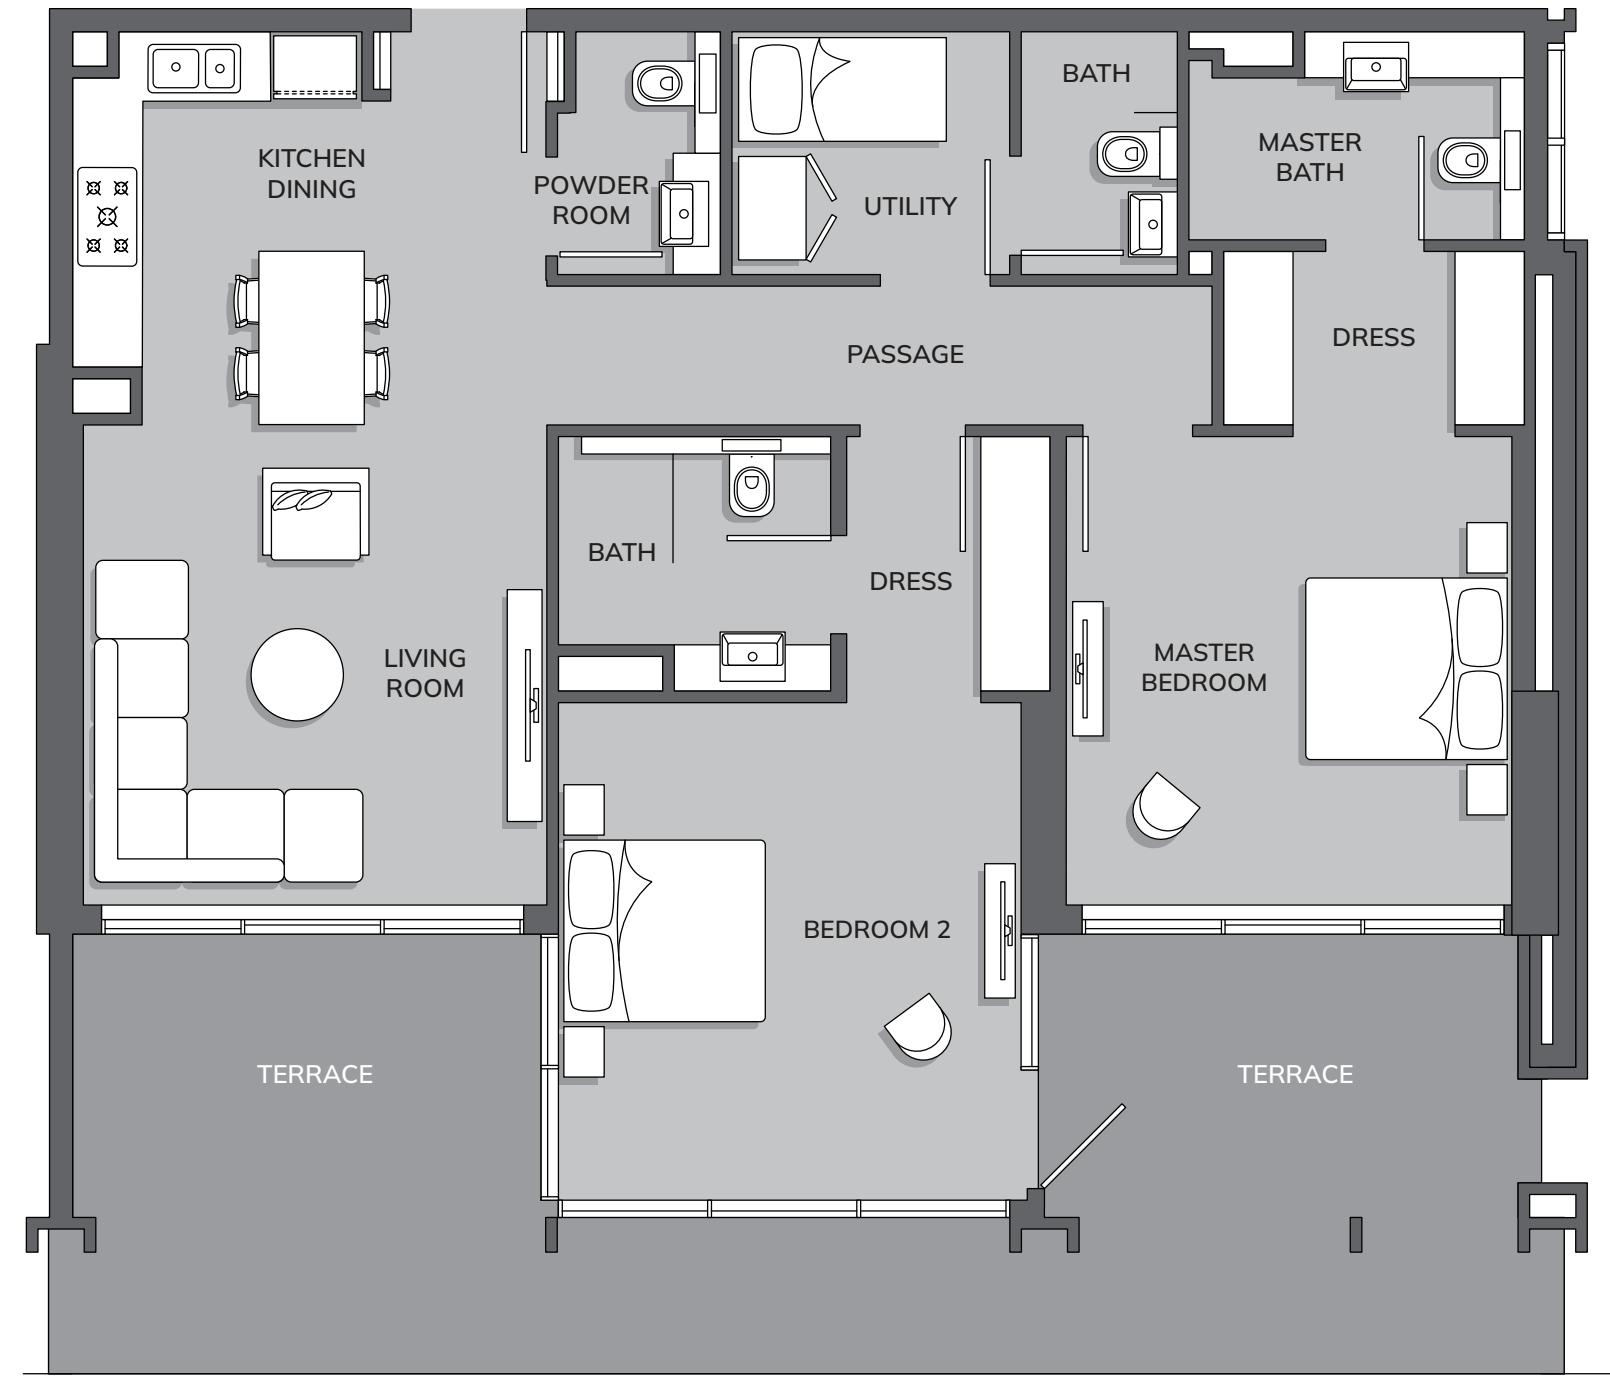 BATH
KITCHEN
DINING
MASTER
BATH
POWDER
ROOM
UTILITY
PASSAGE
DRESS
BATH
DRESS
LIVING
ROOM
MASTER
BEDROOM
BEDROOM 2
TERRACE
TERRACE